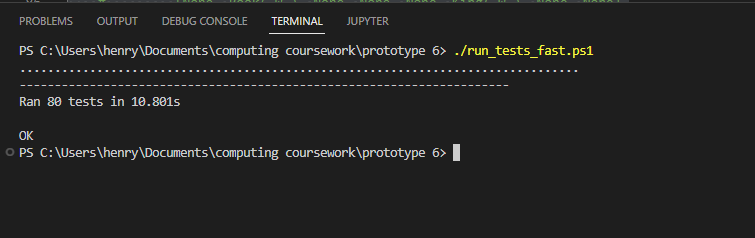 PROBLEMS OUTPUT DEBUG CONSOLE TERMINAL JUPYTER
PS C:\Users\henry\Documents\computing coursework\prototype 6> ./run_tests_fast.ps1
................................................................................
----------------------------------------------------------------------
Ran 80 tests in 10.801s
OK
PS C:\Users\henry\Documents\computing coursework\prototype 6>